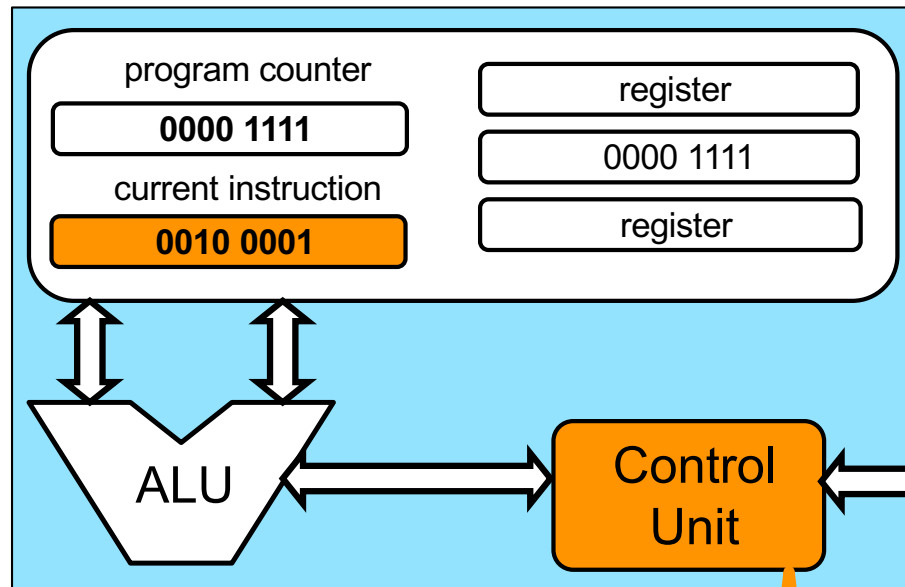 program counter
0000 1111
current instruction
0010 0001
register
0000 1111
register
ALU
Control
Unit